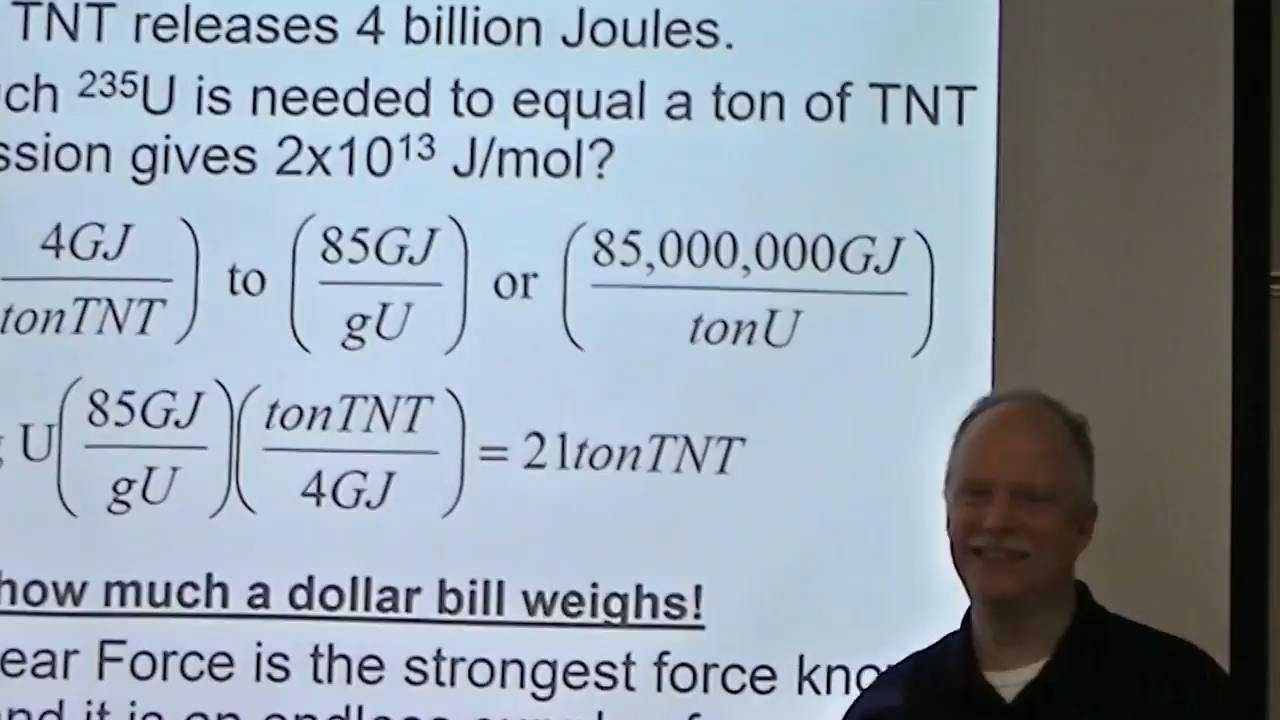 TNT releases 4 billion Joules.
ch ²³⁵U is needed to equal a ton of TNT
ssion gives 2x10¹³ J/mol?
4GJ/tonTNT ) to ( 85GJ/gU ) or ( 85,000,000GJ/tonU )
U( 85GJ/gU )( tonTNT/4GJ ) = 21tonTNT
how much a dollar bill weighs!
ear Force is the strongest force kno